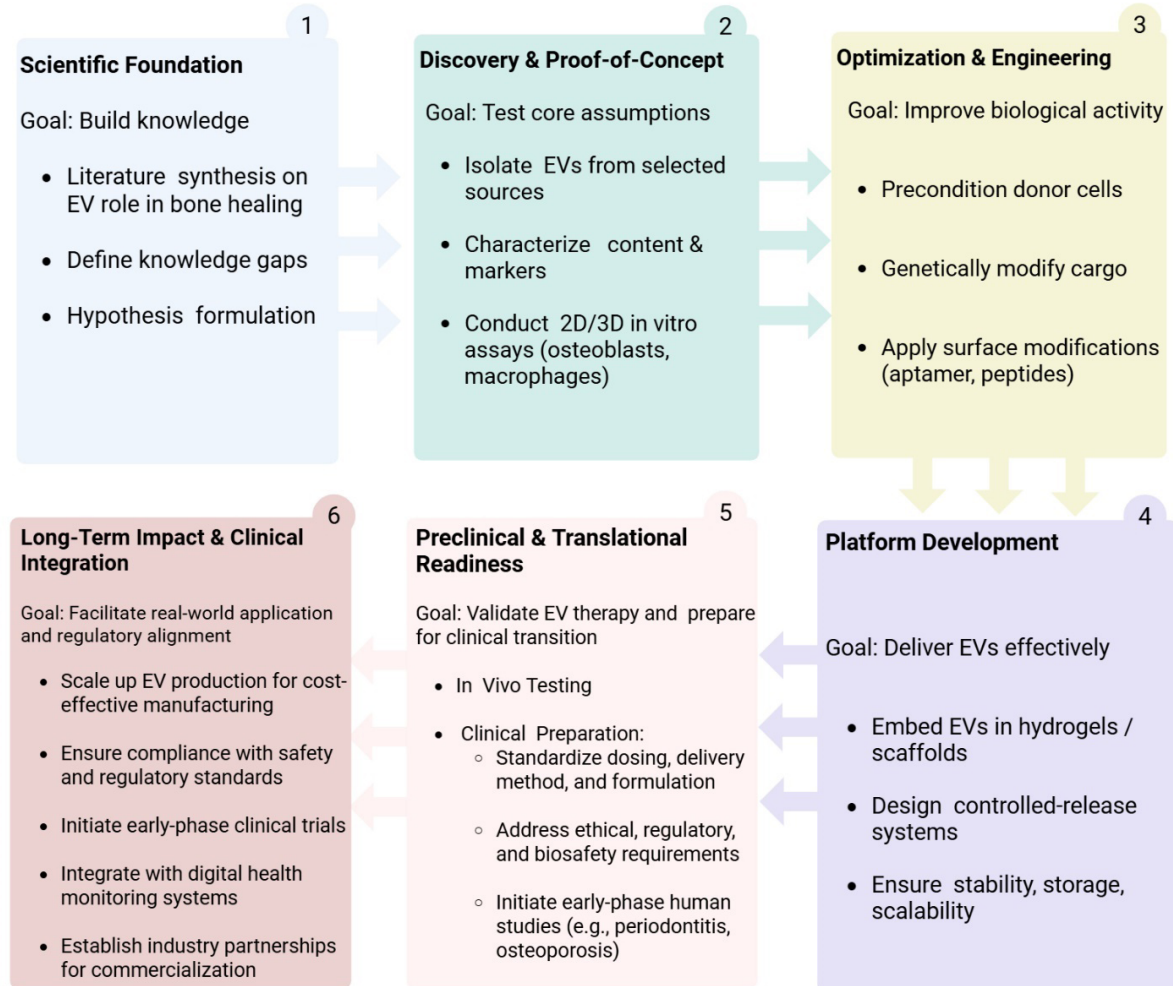 1
Scientific Foundation
Goal: Build knowledge
• Literature synthesis on
EV role in bone healing
• Define knowledge gaps
• Hypothesis formulation
2
Discovery & Proof-of-Concept
Goal: Test core assumptions
• Isolate EVs from selected
sources
• Characterize content &
markers
• Conduct 2D/3D in vitro
assays (osteoblasts,
macrophages)
3
Optimization & Engineering
Goal: Improve biological activity
• Precondition donor cells
• Genetically modify cargo
• Apply surface modifications
(aptamer, peptides)
4
Platform Development
Goal: Deliver EVs effectively
• Embed EVs in hydrogels /
scaffolds
• Design controlled-release
systems
• Ensure stability, storage,
scalability
5
Preclinical & Translational
Readiness
Goal: Validate EV therapy and prepare
for clinical transition
• In Vivo Testing
• Clinical Preparation:
○ Standardize dosing, delivery
method, and formulation
○ Address ethical, regulatory,
and biosafety requirements
○ Initiate early-phase human
studies (e.g., periodontitis,
osteoporosis)
6
Long-Term Impact & Clinical
Integration
Goal: Facilitate real-world application
and regulatory alignment
• Scale up EV production for cost-
effective manufacturing
• Ensure compliance with safety
and regulatory standards
• Initiate early-phase clinical trials
• Integrate with digital health
monitoring systems
• Establish industry partnerships
for commercialization